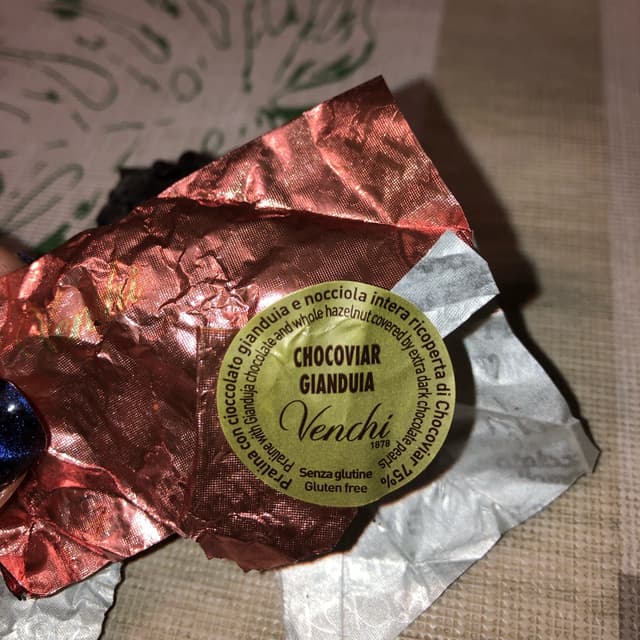 Pralina con cioccolato gianduia e nocciola intera ricoperta di Chocoviar 75%
Praline with Gianduja chocolate and whole hazelnut covered by extra dark chocolate pearls
CHOCOVIAR
GIANDUIA
Venchi
1878
Senza glutine
Gluten free